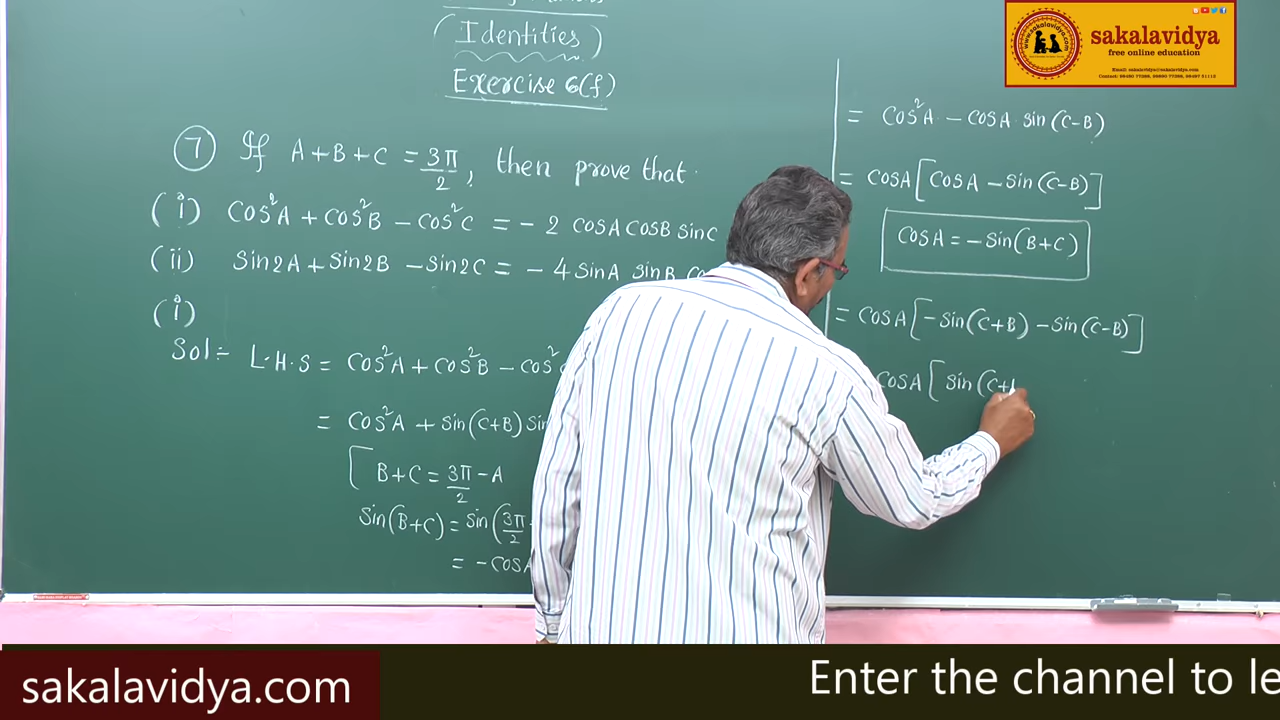 (Identities)
Exercise 6(f)
⑦ If A+B+C = 3π/2, then prove that.
(i) Cos²A + Cos²B - Cos²C = -2 CosA CosB SinC
(ii) Sin2A + Sin2B - Sin2C = -4 SinA SinB
(i)
Sol:- L.H.S = Cos²A + Cos²B - Cos²
= Cos²A + Sin(C+B) Sin
[B+C = 3π/2 - A
Sin(B+C) = Sin(3π/2
= -CosA
= Cos²A - CosA Sin(C-B)
= CosA [CosA - Sin(C-B)]
CosA = -Sin(B+C)
= CosA [-Sin(C+B) - Sin(C-B)]
CosA [Sin(C+
sakalavidya
free online education
www.sakalavidya.com
sakalavidya.com
Enter the channel to le